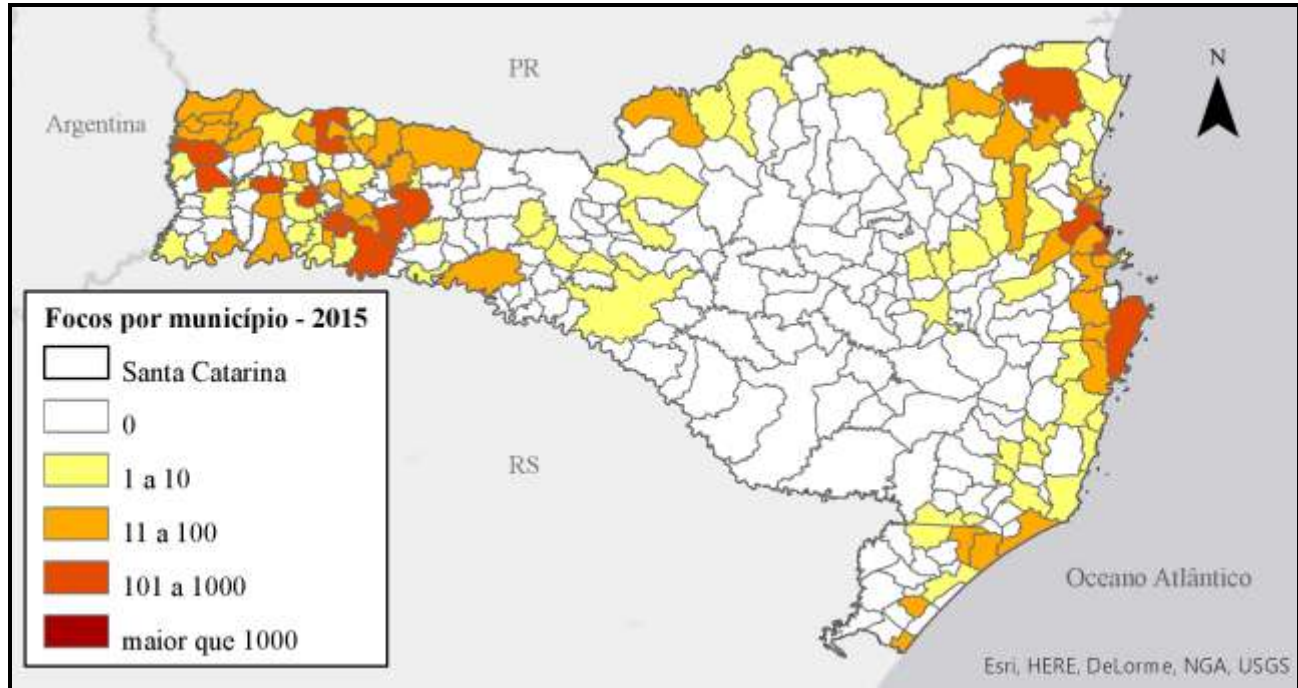 PR
N
Argentina
Focos por município - 2015
Santa Catarina
0
1 a 10
11 a 100
101 a 1000
maior que 1000
RS
Oceano Atlântico
Esri, HERE, DeLorme, NGA, USGS